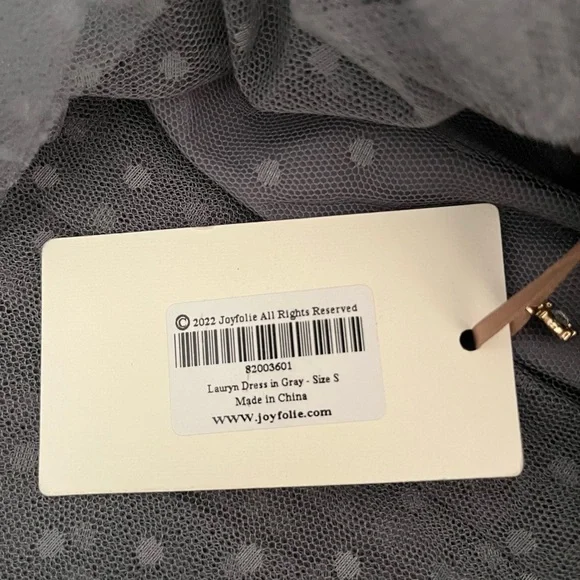 © 2022 Joyfolie All Rights Reserved
82003601
Lauryn Dress in Gray - Size S
Made in China
www.joyfolie.com